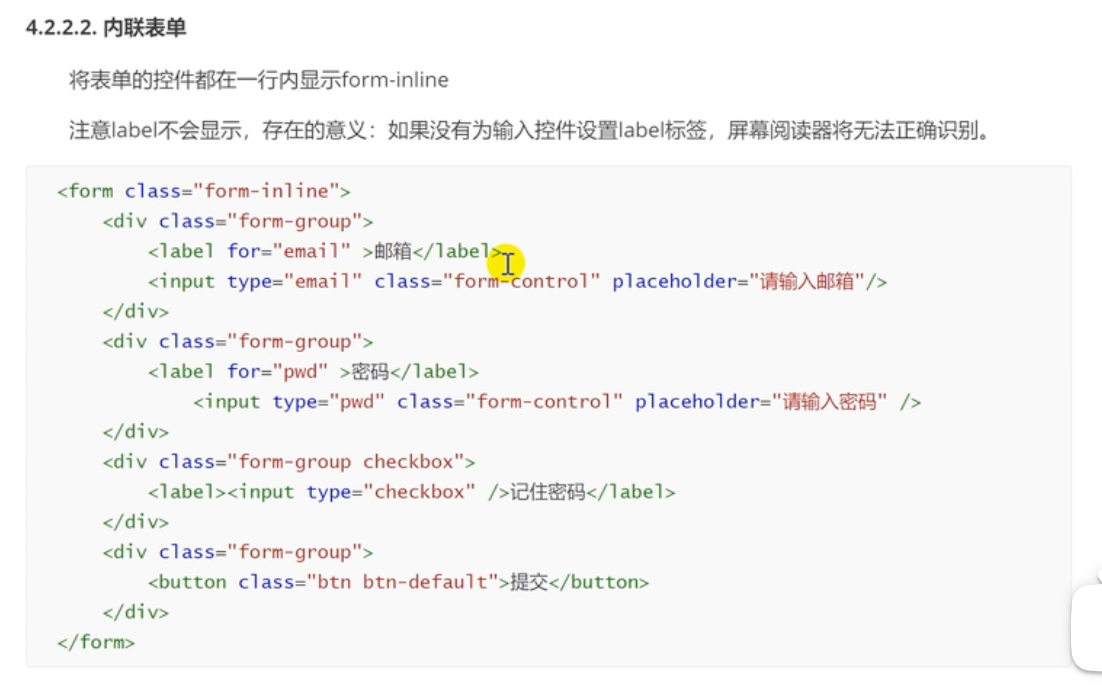 4.2.2.2. 内联表单
将表单的控件都在一行内显示form-inline
注意label不会显示，存在的意义：如果没有为输入控件设置label标签，屏幕阅读器将无法正确识别。
<form class="form-inline">
    <div class="form-group">
        <label for="email" >邮箱</label>
        <input type="email" class="form-control" placeholder="请输入邮箱"/>
    </div>
    <div class="form-group">
        <label for="pwd" >密码</label>
            <input type="pwd" class="form-control" placeholder="请输入密码" />
    </div>
    <div class="form-group checkbox">
        <label><input type="checkbox" />记住密码</label>
    </div>
    <div class="form-group">
        <button class="btn btn-default">提交</button>
    </div>
</form>